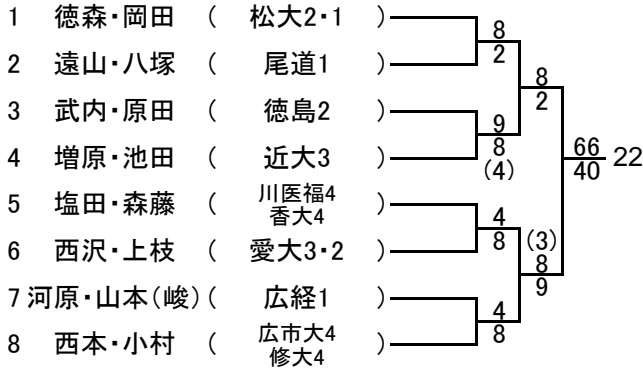 1 徳森・岡田 ( 松大2・1 )
8
2
2 遠山・八塚 ( 尾道1 )
8
2
3 武内・原田 ( 徳島2 )
9
8
(4)
4 増原・池田 ( 近大3 )
66
40
22
5 塩田・森藤 ( 川医福4
香大4 )
4
8
6 西沢・上枝 ( 愛大3・2 )
(3)
8
9
7 河原・山本(峻) ( 広経1 )
4
8
8 西本・小村 ( 広市大4
修大4 )